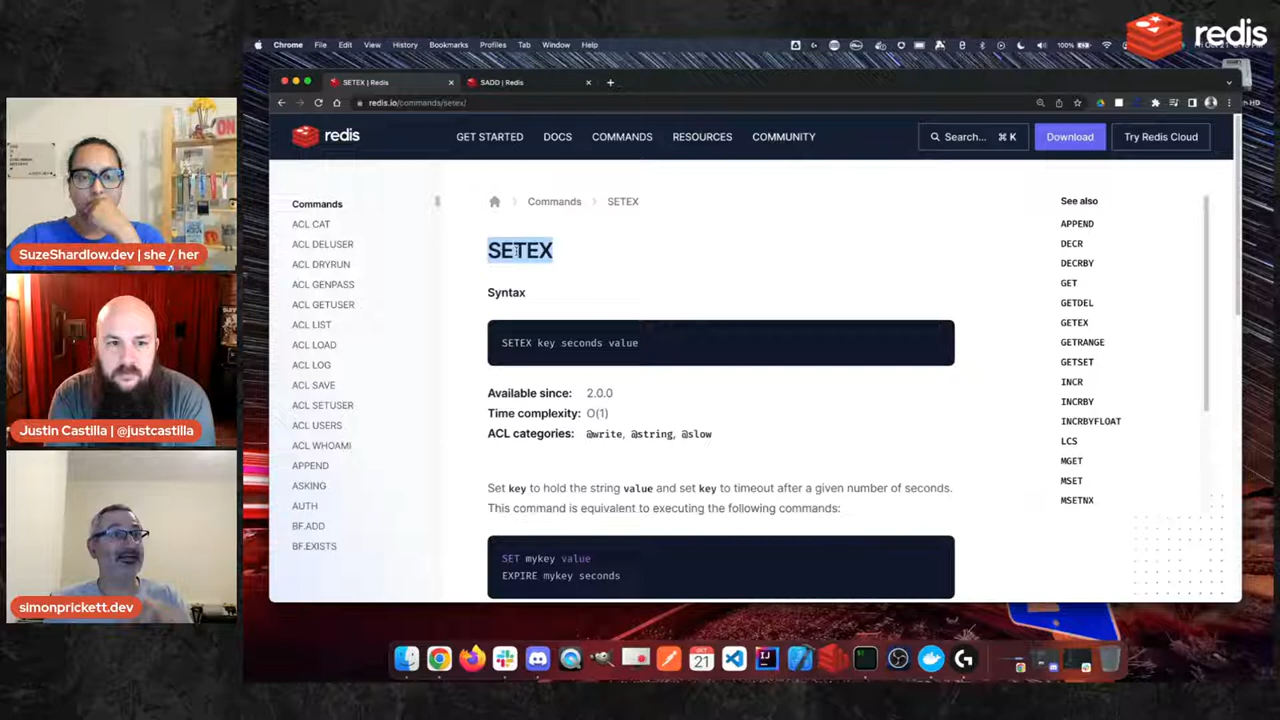 redis
Chrome File Edit View History Bookmarks Profiles Tab Window Help
100%
SETEX | Redis
SADD | Redis
redis.io/commands/setex/
redis
GET STARTED
DOCS
COMMANDS
RESOURCES
COMMUNITY
Search... ⌘ K
Download
Try Redis Cloud
Commands
ACL CAT
ACL DELUSER
ACL DRYRUN
ACL GENPASS
ACL GETUSER
ACL LIST
ACL LOAD
ACL LOG
ACL SAVE
ACL SETUSER
ACL USERS
ACL WHOAMI
APPEND
ASKING
AUTH
BF.ADD
BF.EXISTS
Commands
SETEX
SETEX
Syntax
SETEX key seconds value
Available since: 2.0.0
Time complexity: O(1)
ACL categories: @write, @string, @slow
Set key to hold the string value and set key to timeout after a given number of seconds.
This command is equivalent to executing the following commands:
SET mykey value
EXPIRE mykey seconds
See also
APPEND
DECR
DECRBY
GET
GETDEL
GETEX
GETRANGE
GETSET
INCR
INCRBY
INCRBYFLOAT
LCS
MGET
MSET
MSETNX
SuzeShardlow.dev | she / her
Justin Castilla | @justcastilla
simonprickett.dev
OCT
21